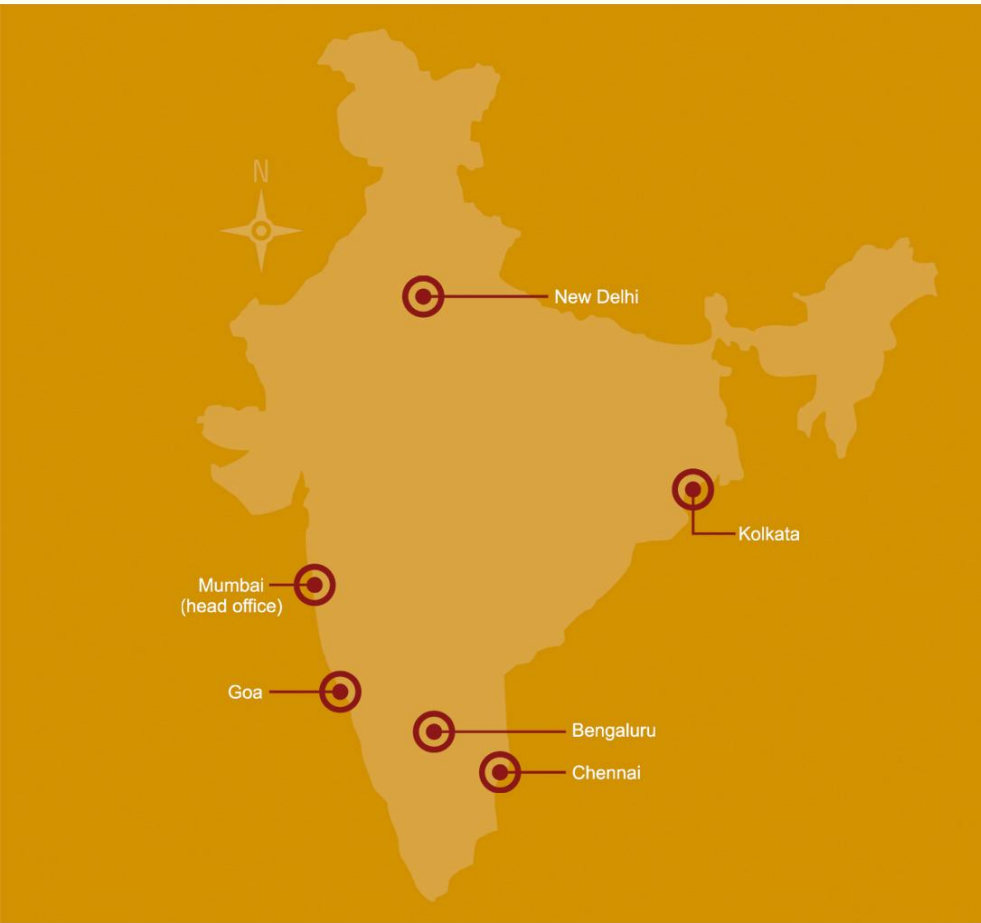 N
New Delhi
Kolkata
Mumbai
(head office)
Goa
Bengaluru
Chennai